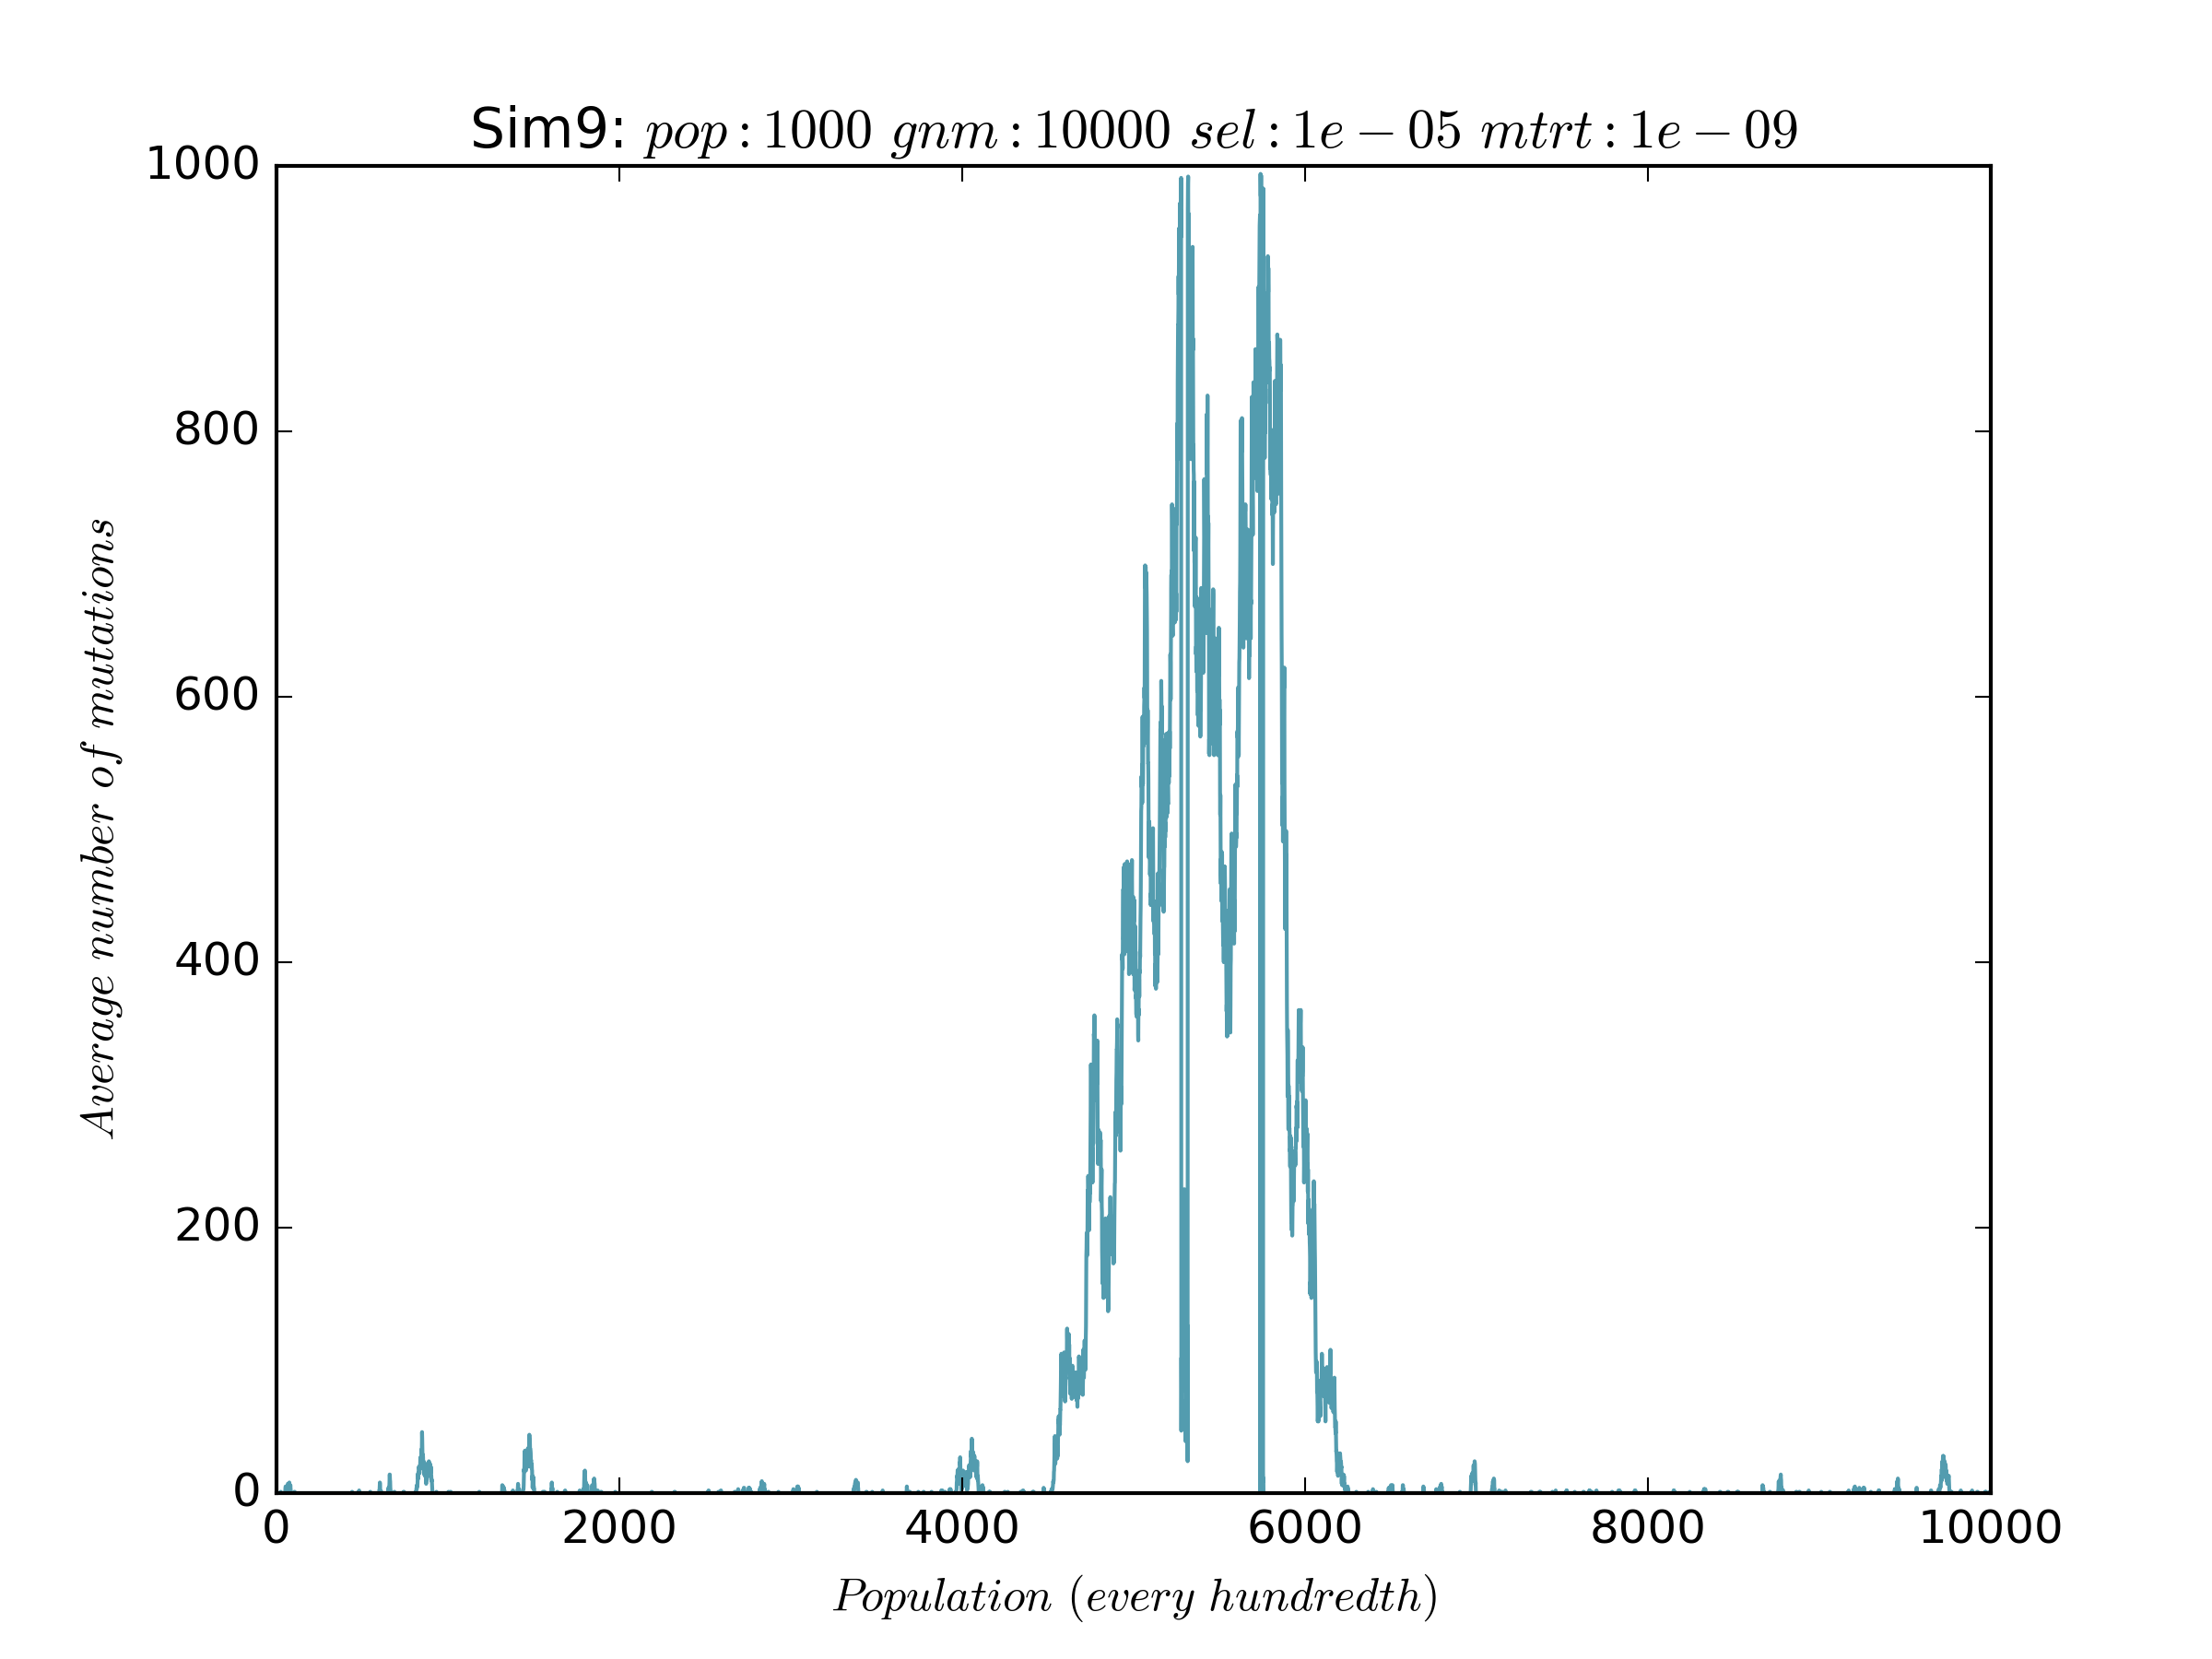 Sim9: pop : 1000 gnm : 10000 sel : 1e − 05 mtrt : 1e − 09
1000
800
600
400
200
0
Average number of mutations
0 2000 4000 6000 8000 10000
Population (every hundredth)